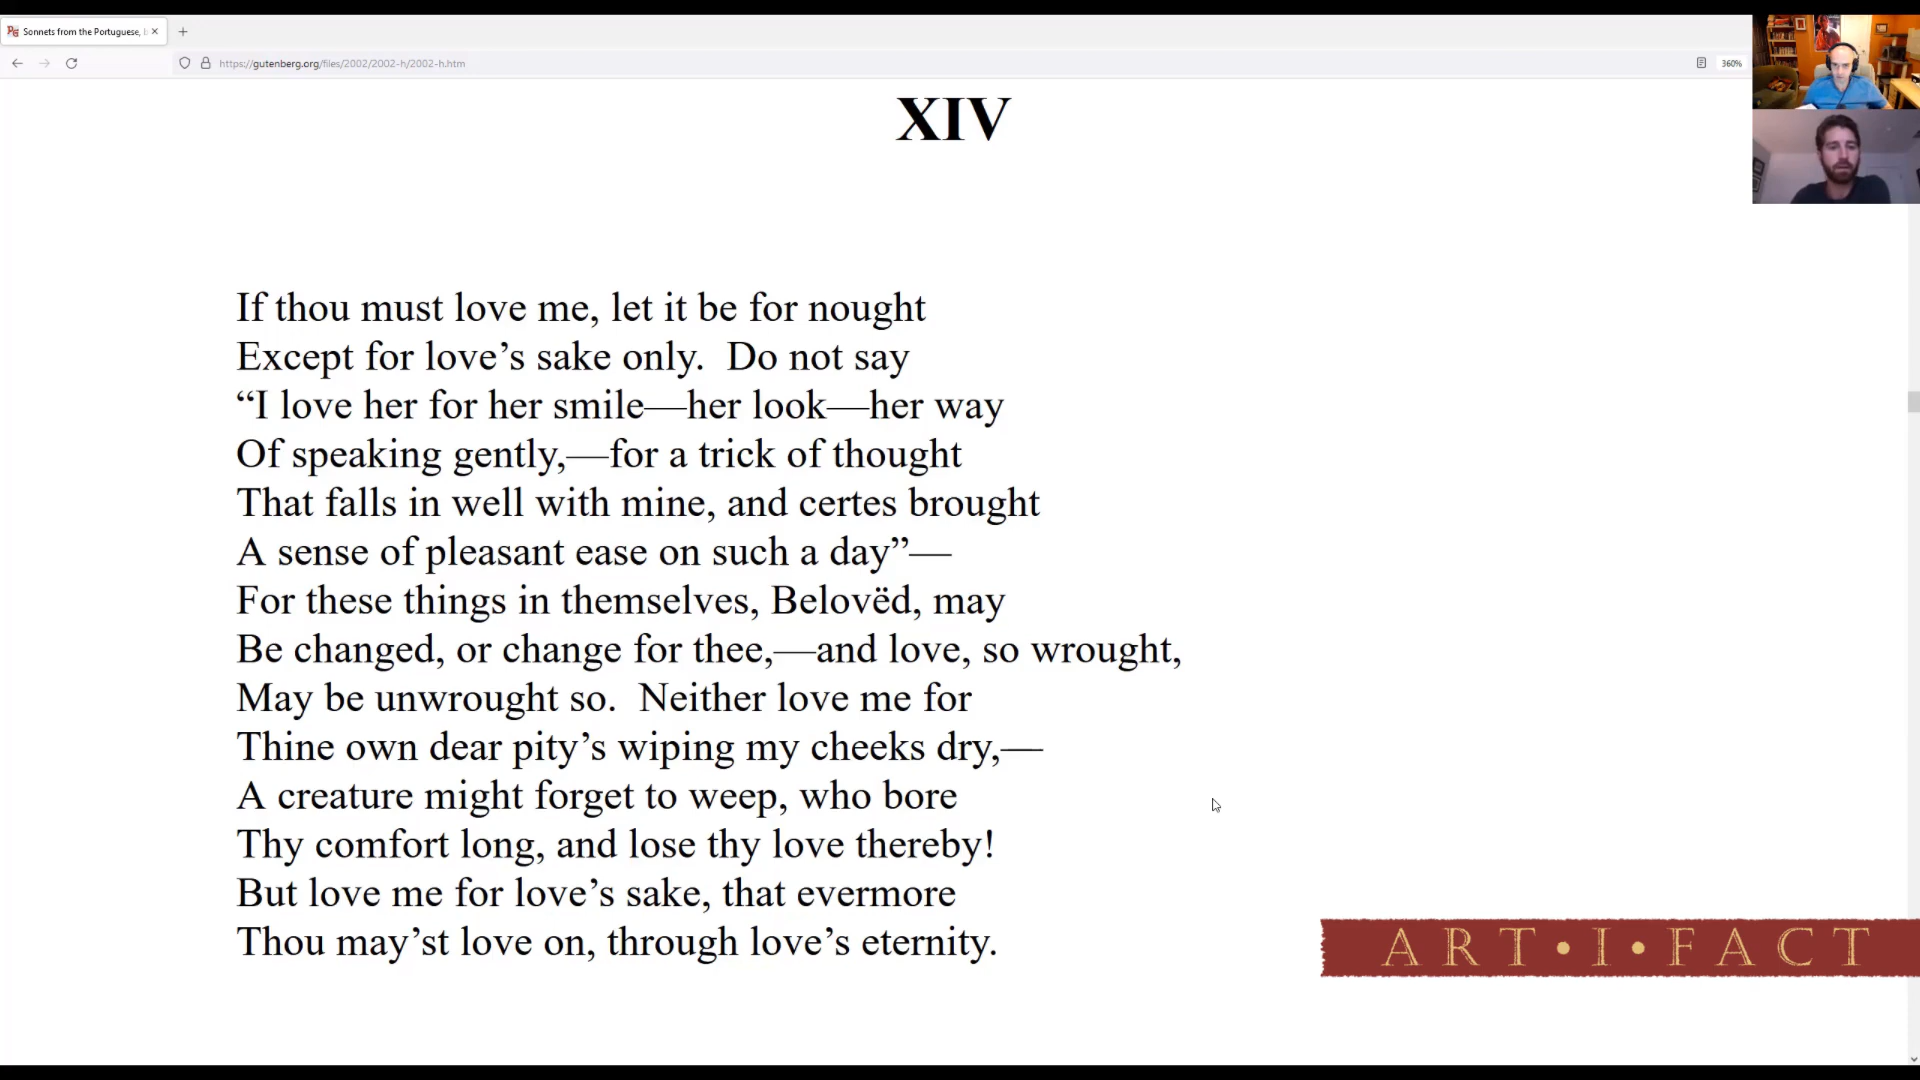 Sonnets from the Portuguese,
https://gutenberg.org/files/2002/2002-h/2002-h.htm
360%
XIV
If thou must love me, let it be for nought
Except for love’s sake only.  Do not say
“I love her for her smile—her look—her way
Of speaking gently,—for a trick of thought
That falls in well with mine, and certes brought
A sense of pleasant ease on such a day”—
For these things in themselves, Belovëd, may
Be changed, or change for thee,—and love, so wrought,
May be unwrought so.  Neither love me for
Thine own dear pity’s wiping my cheeks dry,—
A creature might forget to weep, who bore
Thy comfort long, and lose thy love thereby!
But love me for love’s sake, that evermore
Thou may’st love on, through love’s eternity.
ART•I•FACT